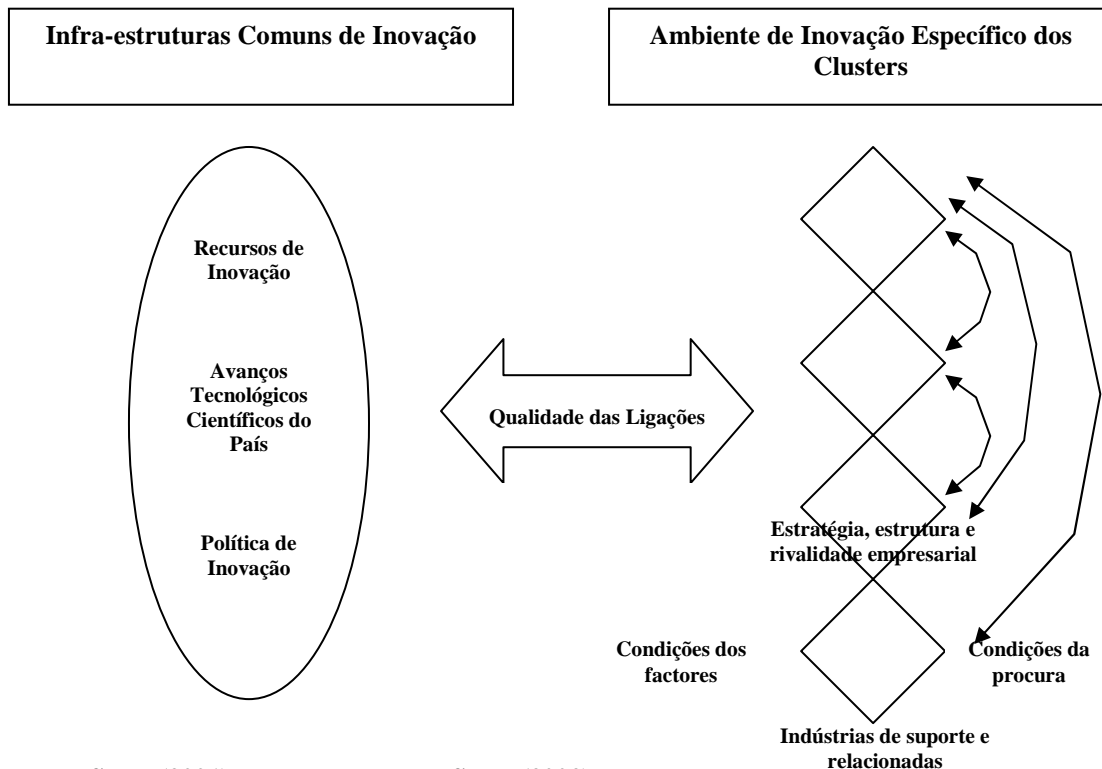 Infra-estruturas Comuns de Inovação
Ambiente de Inovação Específico dos
Clusters
Recursos de
Inovação
Avanços
Tecnológicos
Científicos do
País
Política de
Inovação
Qualidade das Ligações
Estratégia, estrutura e
rivalidade empresarial
Condições dos
factores
Condições da
procura
Indústrias de suporte e
relacionadas